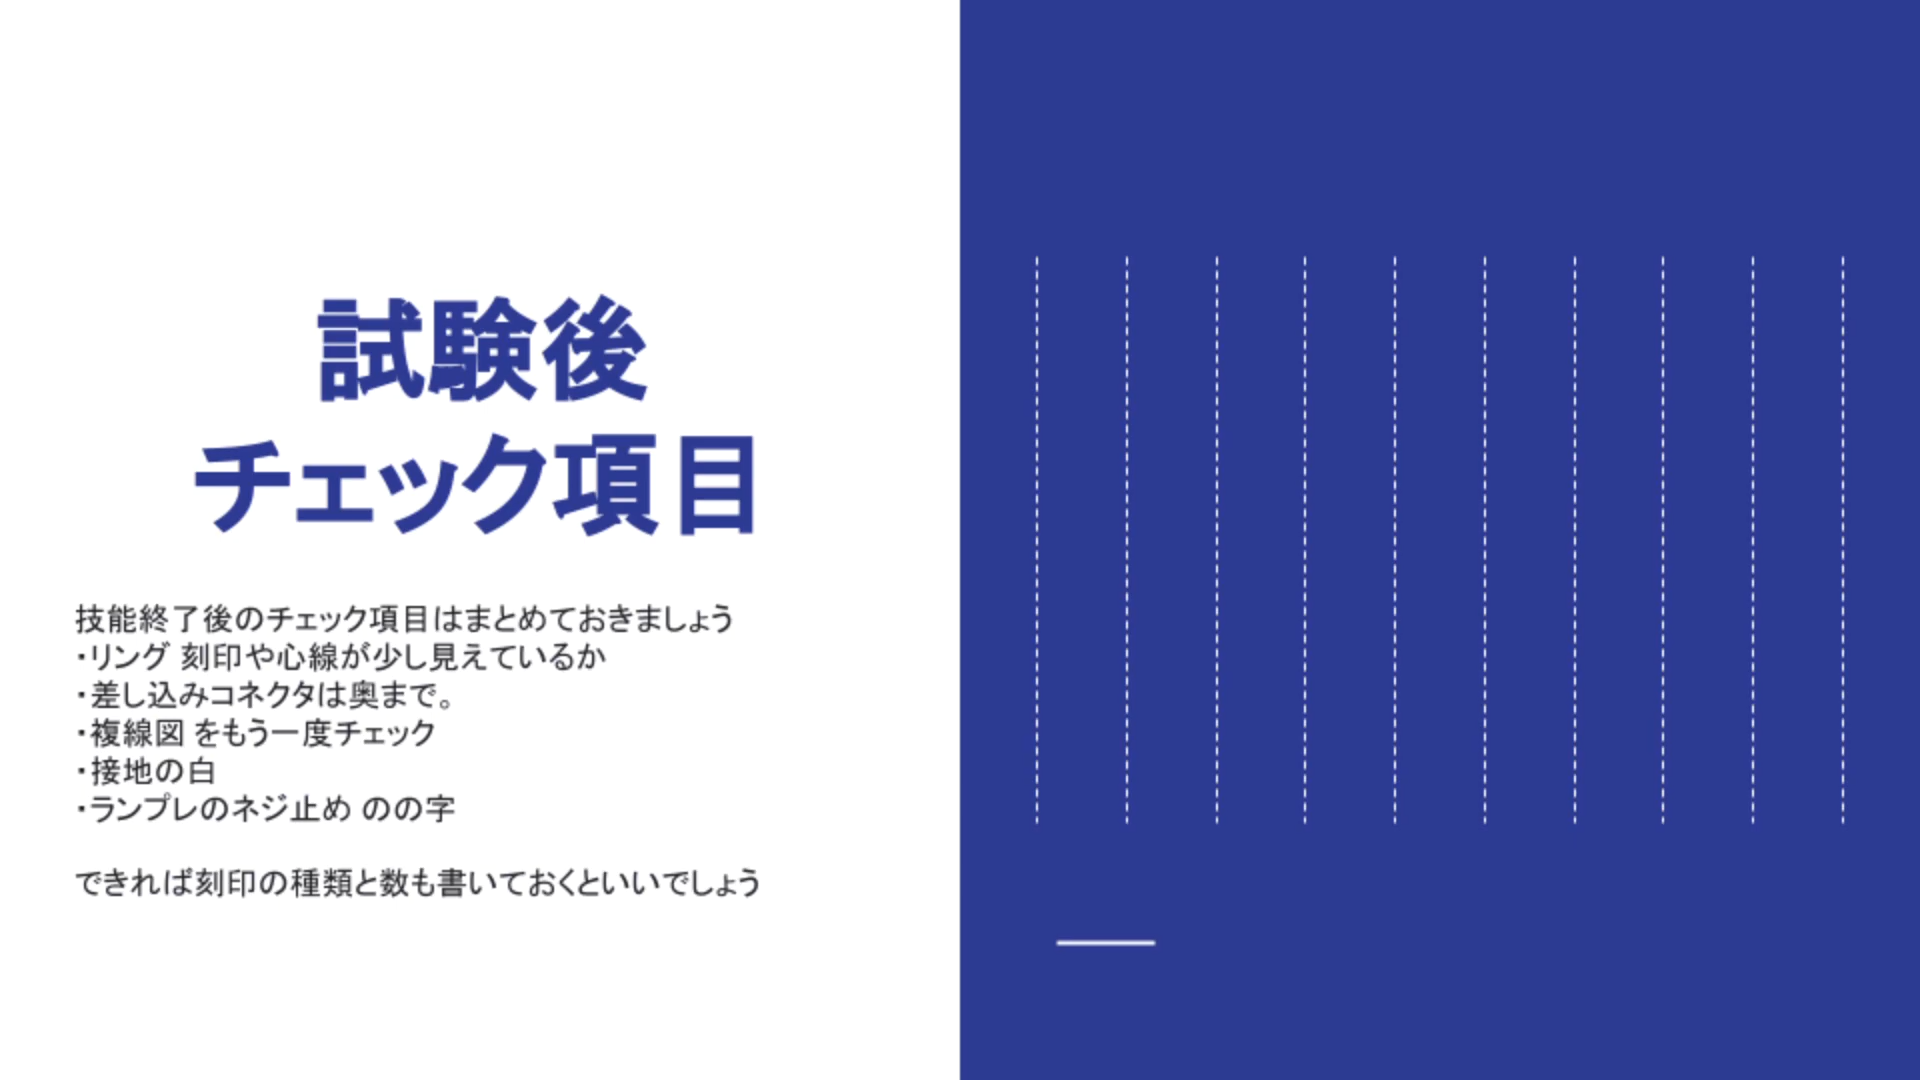 試験後
チェック項目
技能終了後のチェック項目はまとめておきましょう
・リング 刻印や心線が少し見えているか
・差し込みコネクタは奥まで。
・複線図 をもう一度チェック
・接地の白
・ランプレのネジ止め のの字
できれば刻印の種類と数も書いておくといいでしょう